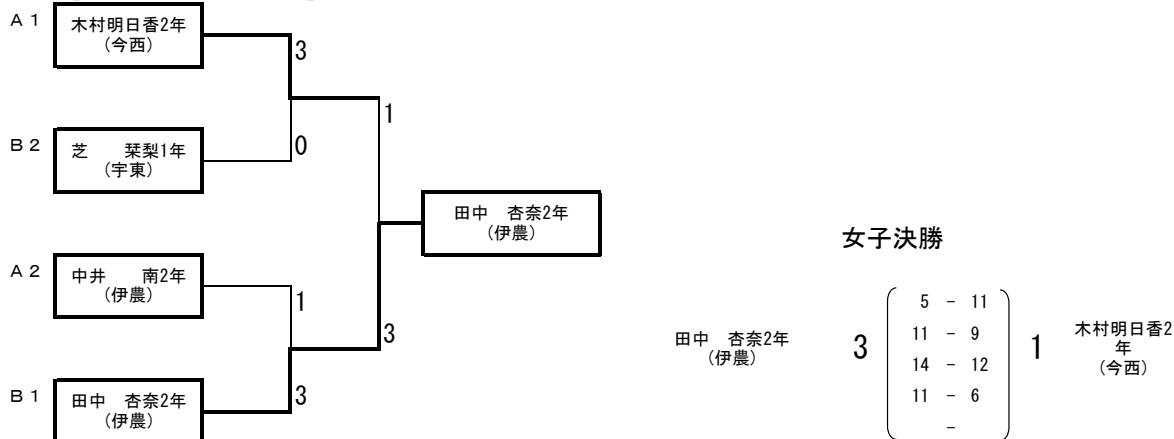 A1
木村明日香2年
(今西)
3
1
B2
芝　　栞梨1年
(宇東)
0
田中　杏奈2年
(伊農)
A2
中井　　南2年
(伊農)
1
3
B1
田中　杏奈2年
(伊農)
3
女子決勝
田中　杏奈2年
(伊農)
3
5 - 11
11 - 9
14 - 12
11 - 6
-
1
木村明日香2
年
(今西)